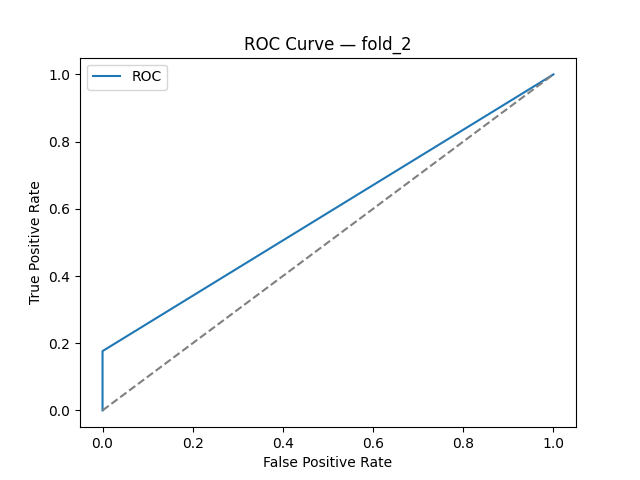 ROC Curve — fold_2
ROC
True Positive Rate
1.0
0.8
0.6
0.4
0.2
0.0
0.0 0.2 0.4 0.6 0.8 1.0
False Positive Rate